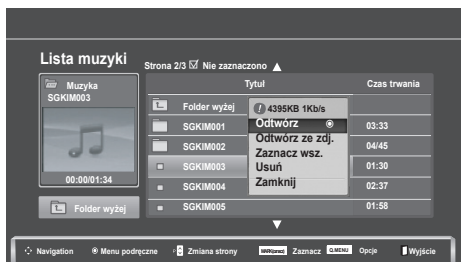 Lista muzyki
Strona 2/3 Nie zaznaczono
Muzyka
SGKIM003
00:00/01:34
Folder wyżej
Tytuł Czas trwania
Folder wyżej
SGKIM001 03:33
SGKIM002 04/45
SGKIM003 01:30
SGKIM004 02:37
SGKIM005 01:58
4395KB 1Kb/s
Odtwórz
Odtwórz ze zdj.
Zaznacz wsz.
Usuń
Zamknij
Navigation Menu podręczne Zmiana strony Zaznacz Q.MENU Opcje Wyjście